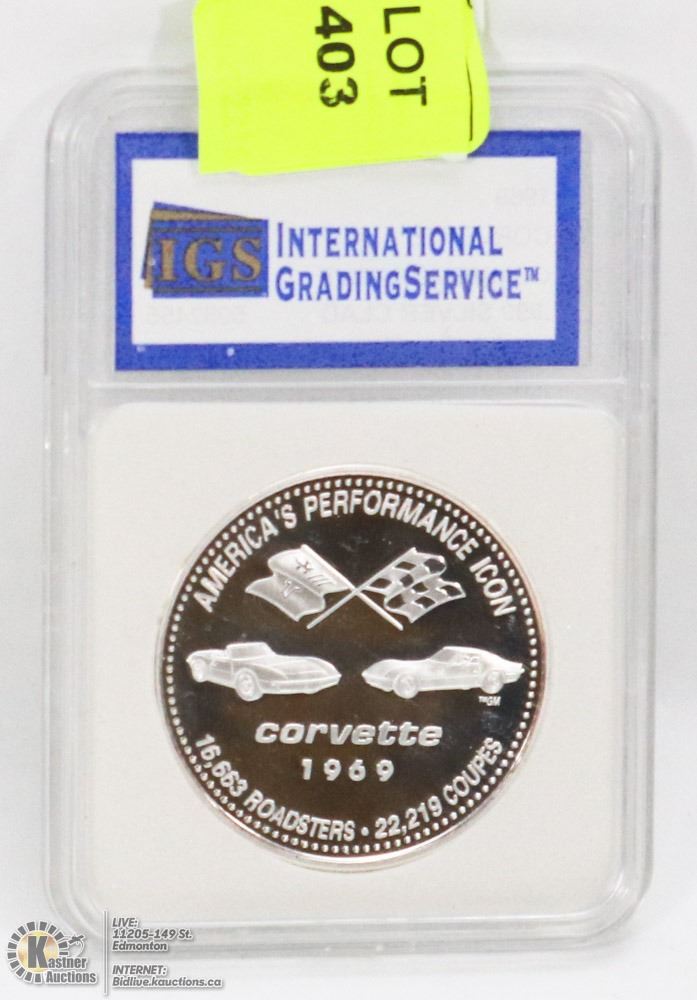 LOT
403
IGS
INTERNATIONAL
GRADINGSERVICE™
AMERICA'S PERFORMANCE ICON
™GM
corvette
1969
16,663 ROADSTERS • 22,219 COUPES
Kastner
Auctions
LIVE:
11205-149 St.
Edmonton
INTERNET:
Bidlive.kauctions.ca